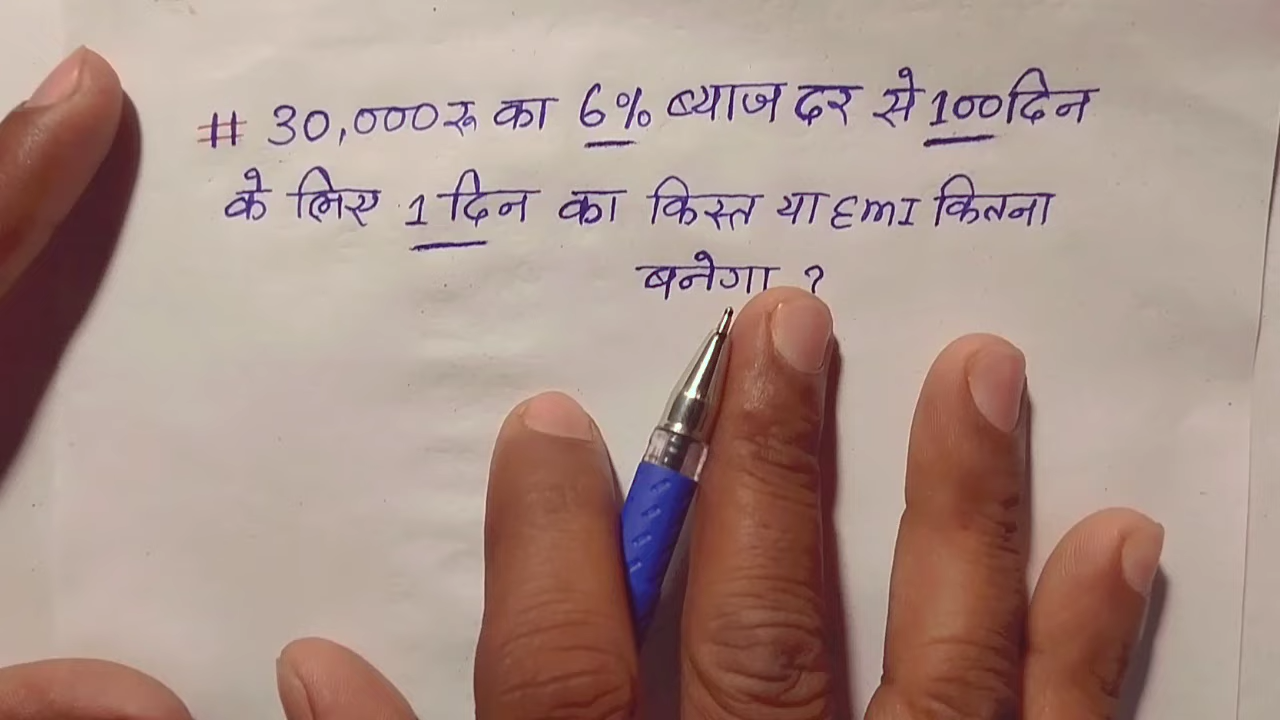 # 30,000रु का 6% ब्याज दर से 100दिन
के लिए 1 दिन का किस्त या EMI कितना
बनेगा ?